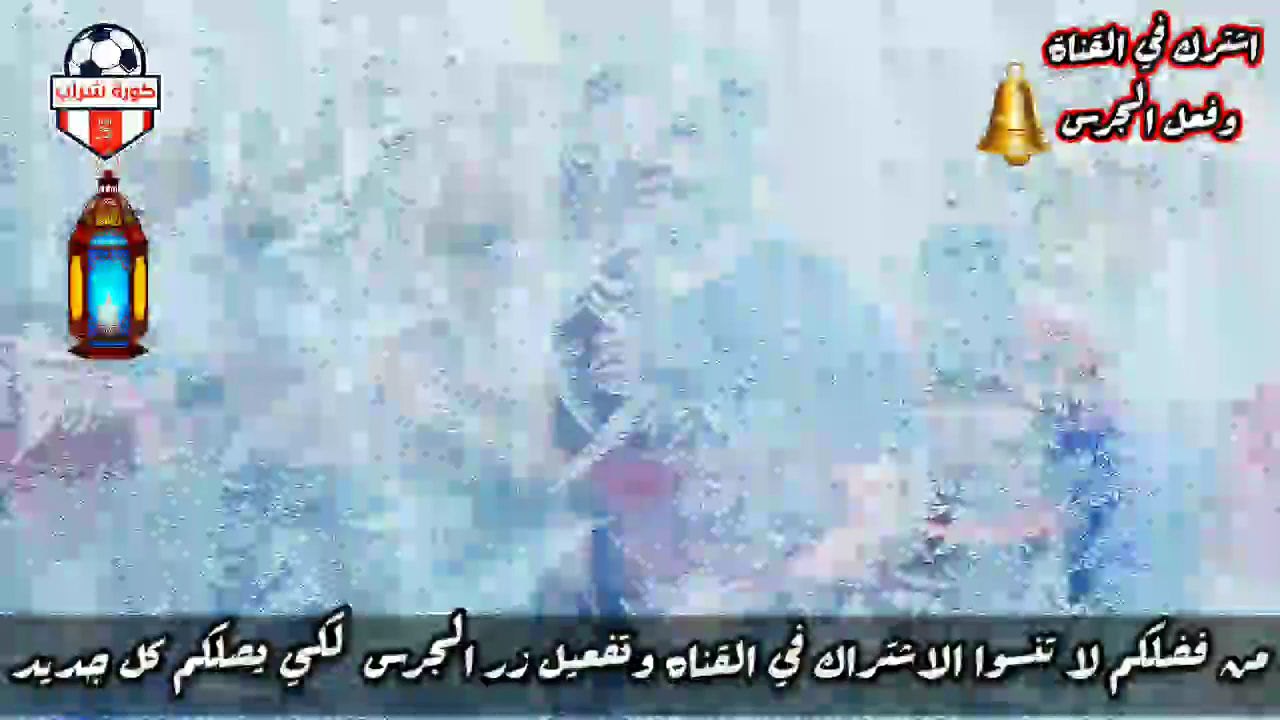 اشترك في القناة
وفعل الجرس
كورة شراب
من فضلكم لا تنسوا الاشتراك في القناه وتفعيل زر الجرس لكي يصلكم كل جديد